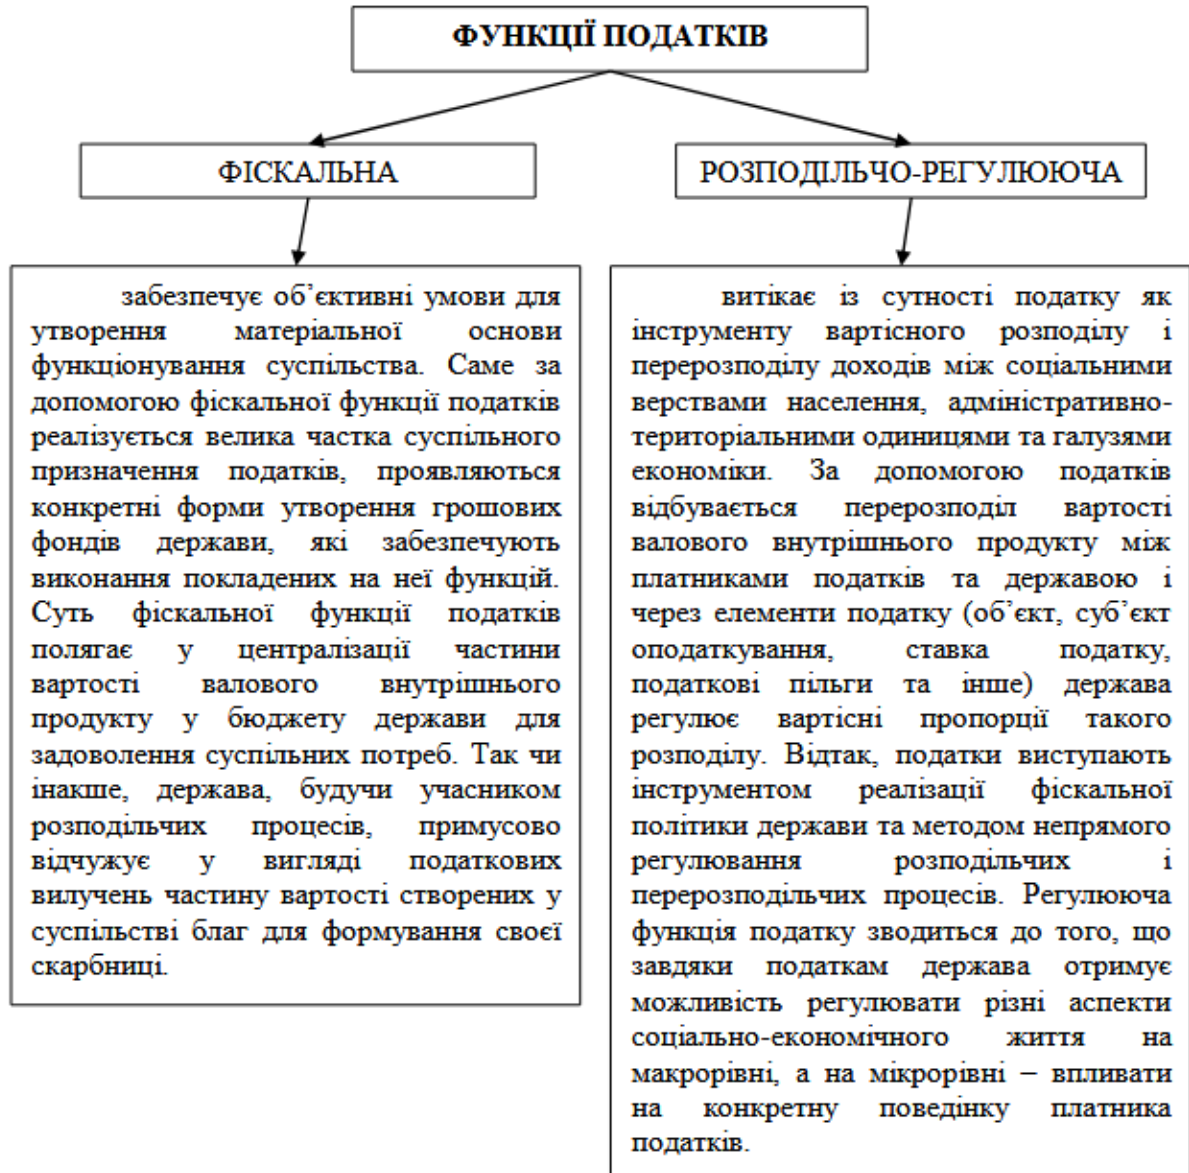 ФУНКЦІЇ ПОДАТКІВ
ФІСКАЛЬНА
РОЗПОДІЛЬЧО-РЕГУЛЮЮЧА
забезпечує об’єктивні умови для
утворення матеріальної основи
функціонування суспільства. Саме за
допомогою фіскальної функції податків
реалізується велика частка суспільного
призначення податків, проявляються
конкретні форми утворення грошових
фондів держави, які забезпечують
виконання покладених на неї функцій.
Суть фіскальної функції податків
полягає у централізації частини
вартості валового внутрішнього
продукту у бюджету держави для
задоволення суспільних потреб. Так чи
інакше, держава, будучи учасником
розподільчих процесів, примусово
відчужує у вигляді податкових
вилучень частину вартості створених у
суспільстві благ для формування своєї
скарбниці.
витікає із сутності податку як
інструменту вартісного розподілу і
перерозподілу доходів між соціальними
верствами населення, адміністративно-
територіальними одиницями та галузями
економіки. За допомогою податків
відбувається перерозподіл вартості
валового внутрішнього продукту між
платниками податків та державою і
через елементи податку (об’єкт, суб’єкт
оподаткування, ставка податку,
податкові пільги та інше) держава
регулює вартісні пропорції такого
розподілу. Відтак, податки виступають
інструментом реалізації фіскальної
політики держави та методом непрямого
регулювання розподільчих і
перерозподільчих процесів. Регулююча
функція податку зводиться до того, що
завдяки податкам держава отримує
можливість регулювати різні аспекти
соціально-економічного життя на
макрорівні, а на мікрорівні – впливати
на конкретну поведінку платника
податків.